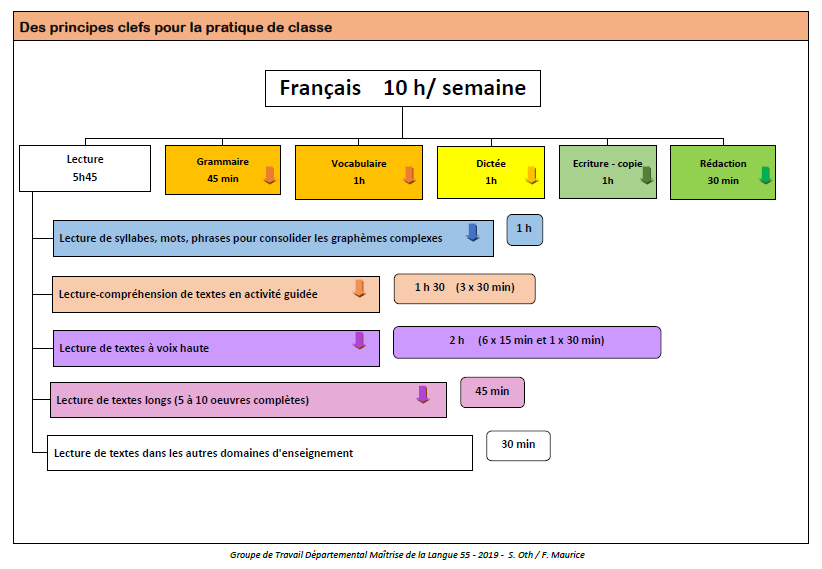 Des principes clefs pour la pratique de classe
Français 10 h/ semaine
Lecture
5h45
Grammaire
45 min
Vocabulaire
1h
Dictée
1h
Ecriture - copie
1h
Rédaction
30 min
Lecture de syllabes, mots, phrases pour consolider les graphèmes complexes
1 h
Lecture-compréhension de textes en activité guidée
1 h 30 (3 x 30 min)
Lecture de textes à voix haute
2 h (6 x 15 min et 1 x 30 min)
Lecture de textes longs (5 à 10 oeuvres complètes)
45 min
Lecture de textes dans les autres domaines d'enseignement
30 min
Groupe de Travail Départemental Maîtrise de la Langue 55 - 2019 - S. Oth / F. Maurice